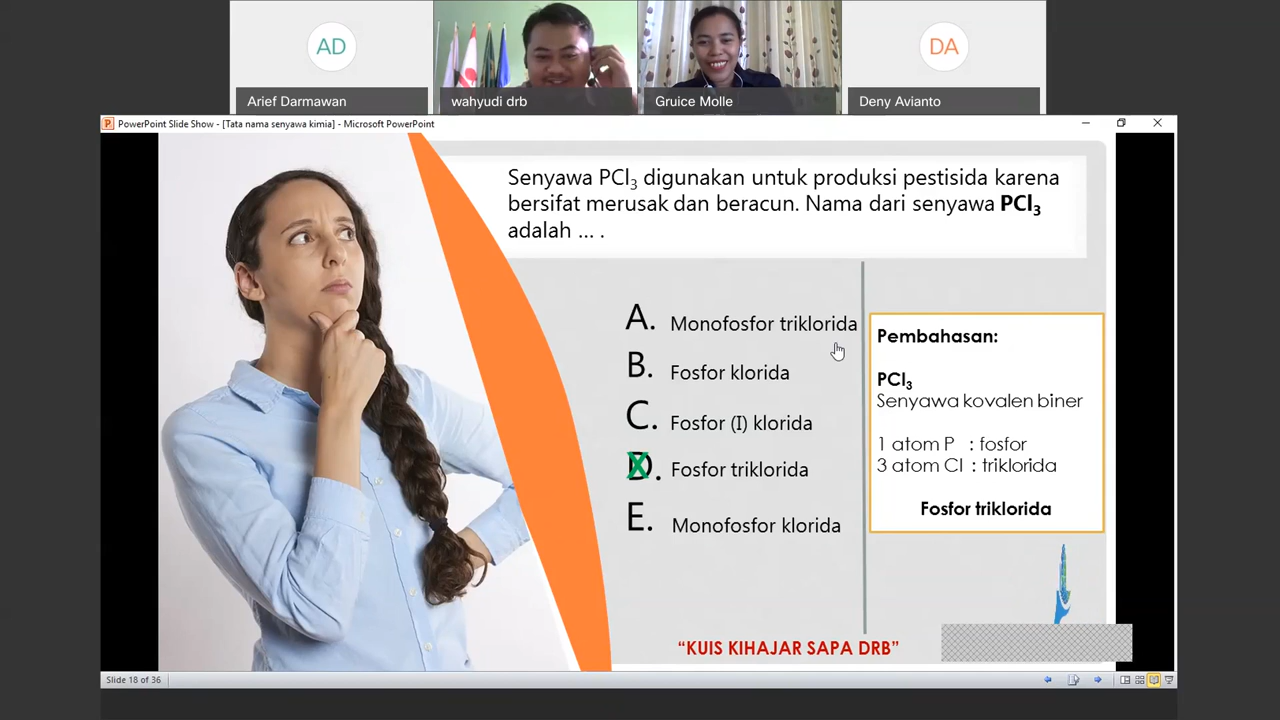 AD
DA
Arief Darmawan
wahyudi drb
Gruice Molle
Deny Avianto
PowerPoint Slide Show - [Tata nama senyawa kimia] - Microsoft PowerPoint
Senyawa PCl₃ digunakan untuk produksi pestisida karena
bersifat merusak dan beracun. Nama dari senyawa PCl₃
adalah ... .
A. Monofosfor triklorida
B. Fosfor klorida
C. Fosfor (I) klorida
D. Fosfor triklorida
E. Monofosfor klorida
Pembahasan:
PCl₃
Senyawa kovalen biner
1 atom P : fosfor
3 atom Cl : triklorida
Fosfor triklorida
“KUIS KIHAJAR SAPA DRB”
Slide 18 of 36